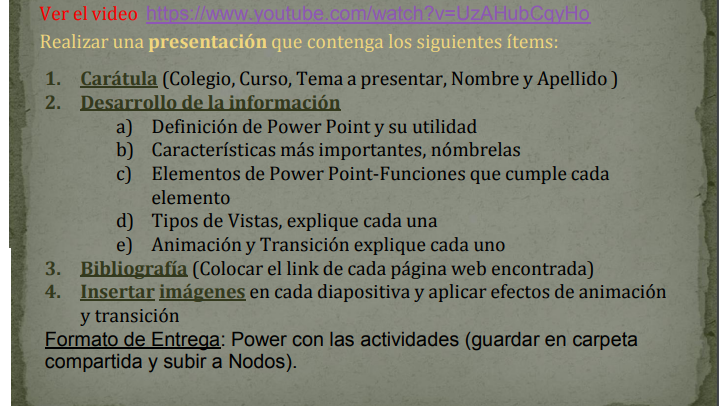 Ver el video https://www.youtube.com/watch?v=UzAHubCqyHo
Realizar una presentación que contenga los siguientes ítems:
1. Carátula (Colegio, Curso, Tema a presentar, Nombre y Apellido )
2. Desarrollo de la información
a) Definición de Power Point y su utilidad
b) Características más importantes, nómbrelas
c) Elementos de Power Point-Funciones que cumple cada
elemento
d) Tipos de Vistas, explique cada una
e) Animación y Transición explique cada uno
3. Bibliografía (Colocar el link de cada página web encontrada)
4. Insertar imágenes en cada diapositiva y aplicar efectos de animación
y transición
Formato de Entrega: Power con las actividades (guardar en carpeta
compartida y subir a Nodos).